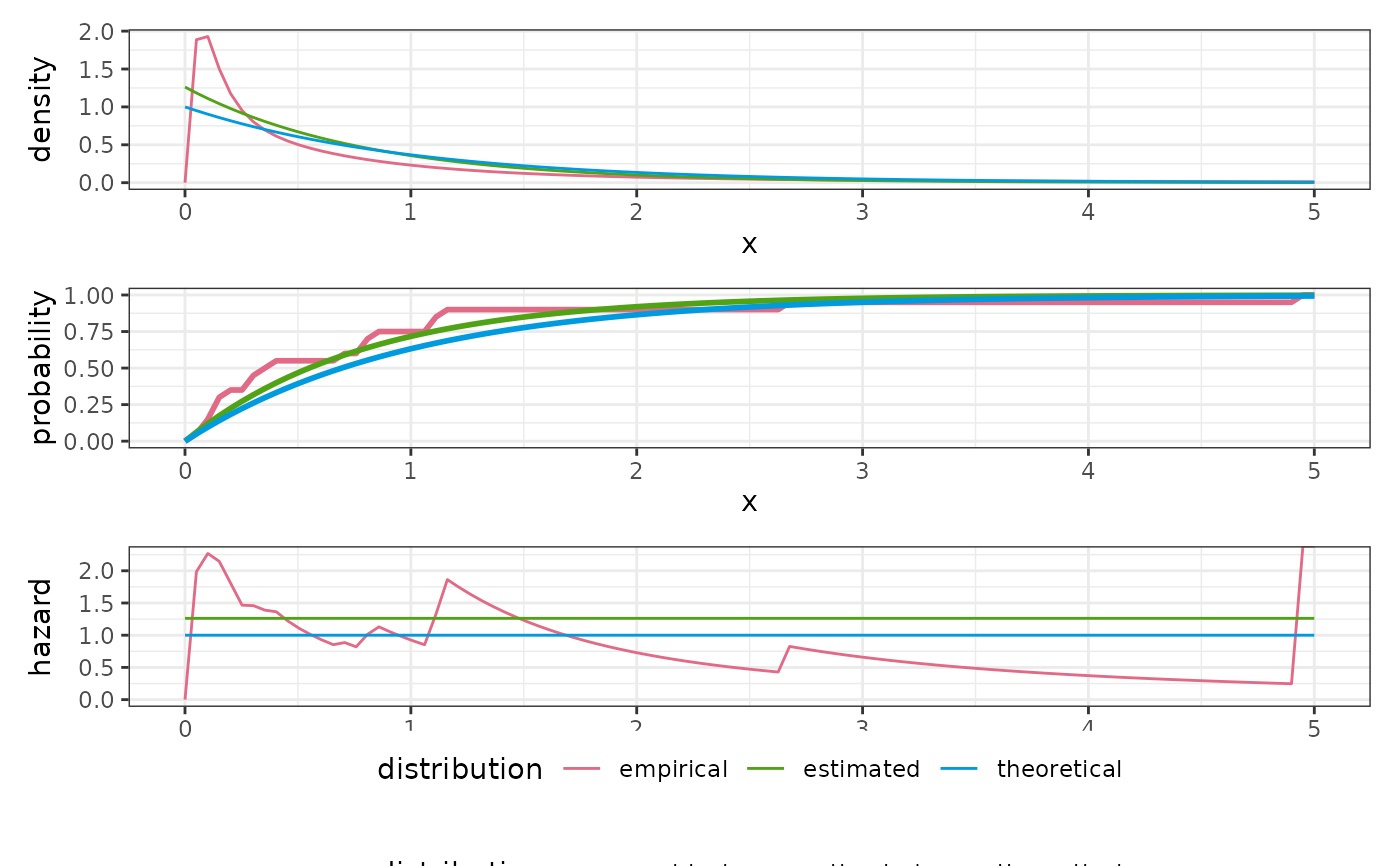 density
2.0
1.5
1.0
0.5
0.0
0 1 2 3 4 5
x
probability
1.00
0.75
0.50
0.25
0.00
0 1 2 3 4 5
x
hazard
2.0
1.5
1.0
0.5
0.0
0 1 2 3 4 5
distribution empirical estimated theoretical